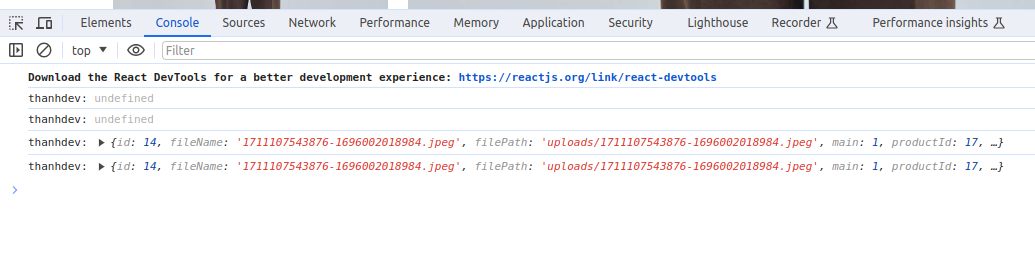 Elements Console Sources Network Performance Memory Application Security Lighthouse Recorder Performance insights
top Filter
Download the React DevTools for a better development experience: https://reactjs.org/link/react-devtools
thanhdev: undefined
thanhdev: undefined
thanhdev: {id: 14, fileName: '1711107543876-1696002018984.jpeg', filePath: 'uploads/1711107543876-1696002018984.jpeg', main: 1, productId: 17, …}
thanhdev: {id: 14, fileName: '1711107543876-1696002018984.jpeg', filePath: 'uploads/1711107543876-1696002018984.jpeg', main: 1, productId: 17, …}